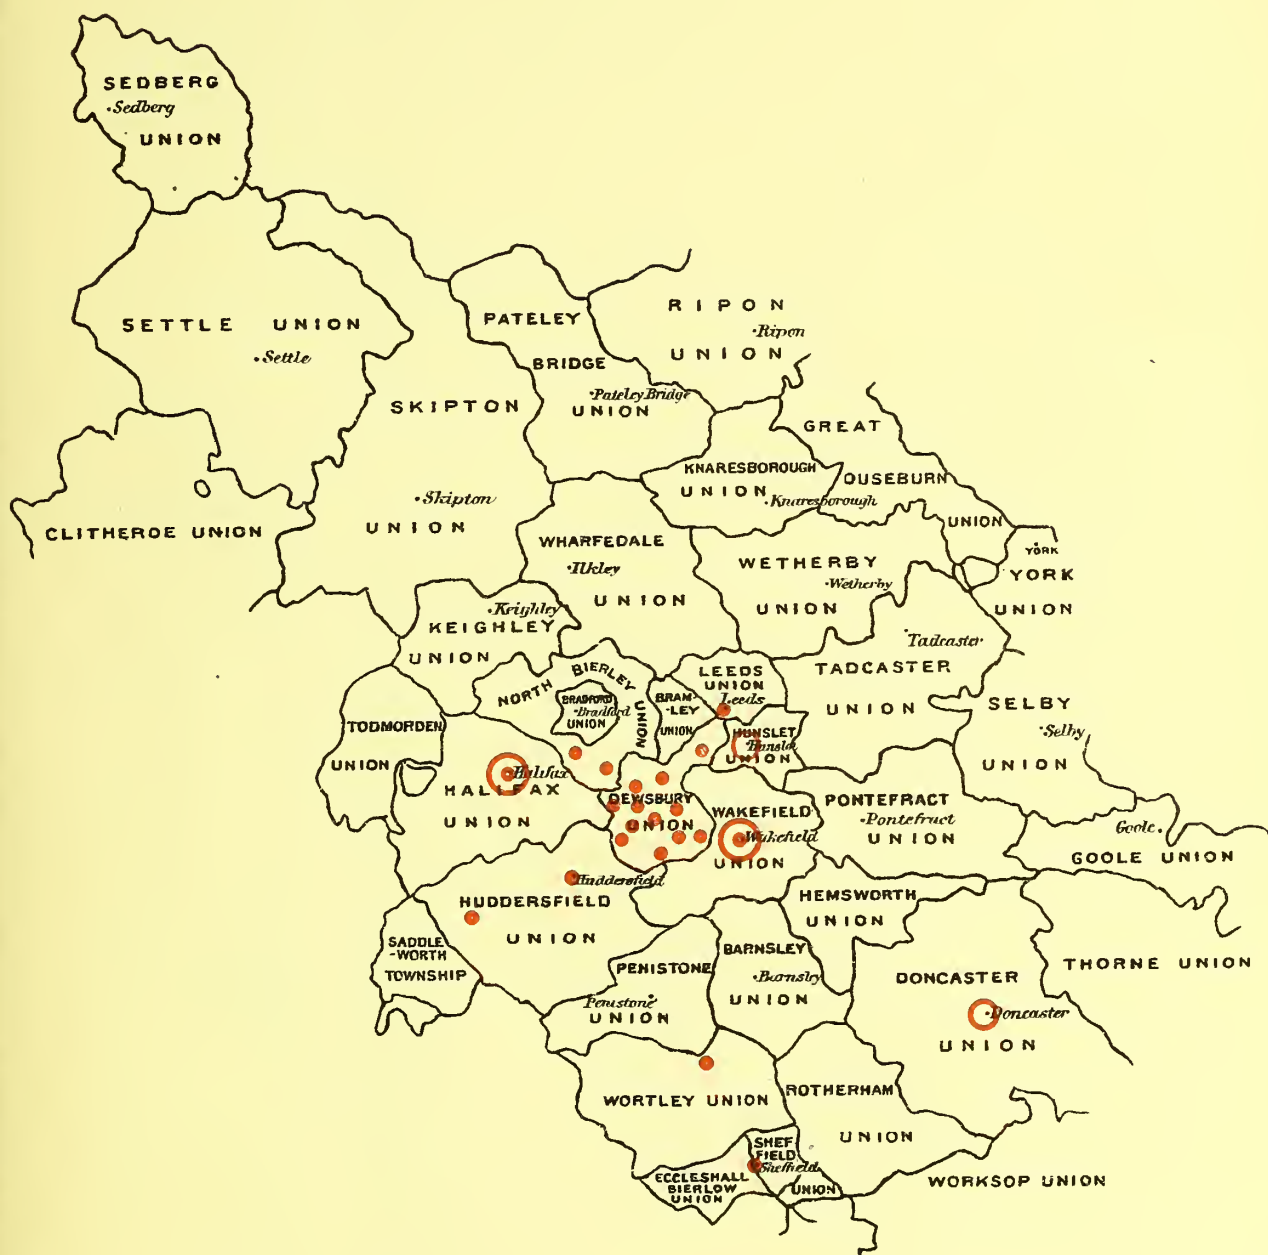 SEDBERG
Sedberg
UNION
SETTLE UNION
Settle
CLITHEROE UNION
SKIPTON
Skipton
UNION
PATELEY
BRIDGE
Pateley Bridge
UNION
RIPON
Ripon
UNION
GREAT
OUSEBURN
UNION
KNARESBOROUGH
UNION
Knaresborough
YORK
YORK
UNION
WHARFEDALE
Ilkley
UNION
WETHERBY
Wetherby
UNION
Keighley
KEIGHLEY
UNION
NORTH BIERLEY UNION
BRADFORD
Bradford
UNION
BRAM-
-LEY
UNION
LEEDS
UNION
Leeds
HUNSLET
Hunslet
UNION
Tadcaster
TADCASTER
UNION
SELBY
Selby
UNION
TODMORDEN
UNION
Halifax
HALIFAX
UNION
DEWSBURY
UNION
WAKEFIELD
Wakefield
UNION
PONTEFRACT
Pontefract
UNION
Goole
GOOLE UNION
Huddersfield
HUDDERSFIELD
UNION
HEMSWORTH
UNION
SADDLE
-WORTH
TOWNSHIP
PENISTONE
Penistone
UNION
BARNSLEY
Barnsley
UNION
DONCASTER
Doncaster
UNION
THORNE UNION
WORTLEY UNION
ROTHERHAM
UNION
SHEF
FIELD
Sheffield
UNION
ECCLESHALL
BIERLOW
UNION
WORKSOP UNION